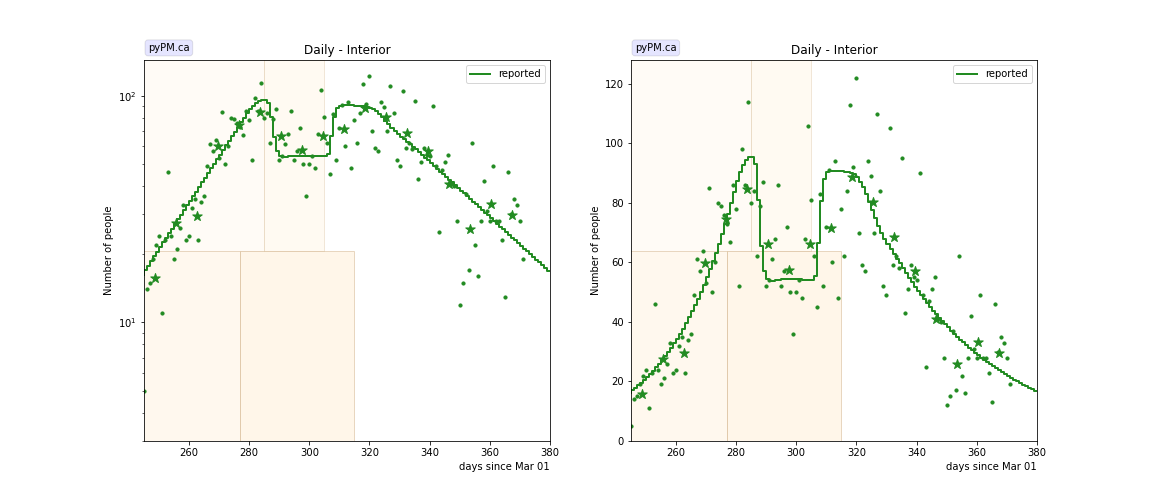 pyPM.ca
Daily - Interior
reported
10²
10¹
Number of people
260 280 300 320 340 360 380
days since Mar 01
pyPM.ca
Daily - Interior
reported
120
100
80
60
40
20
0
Number of people
260 280 300 320 340 360 380
days since Mar 01